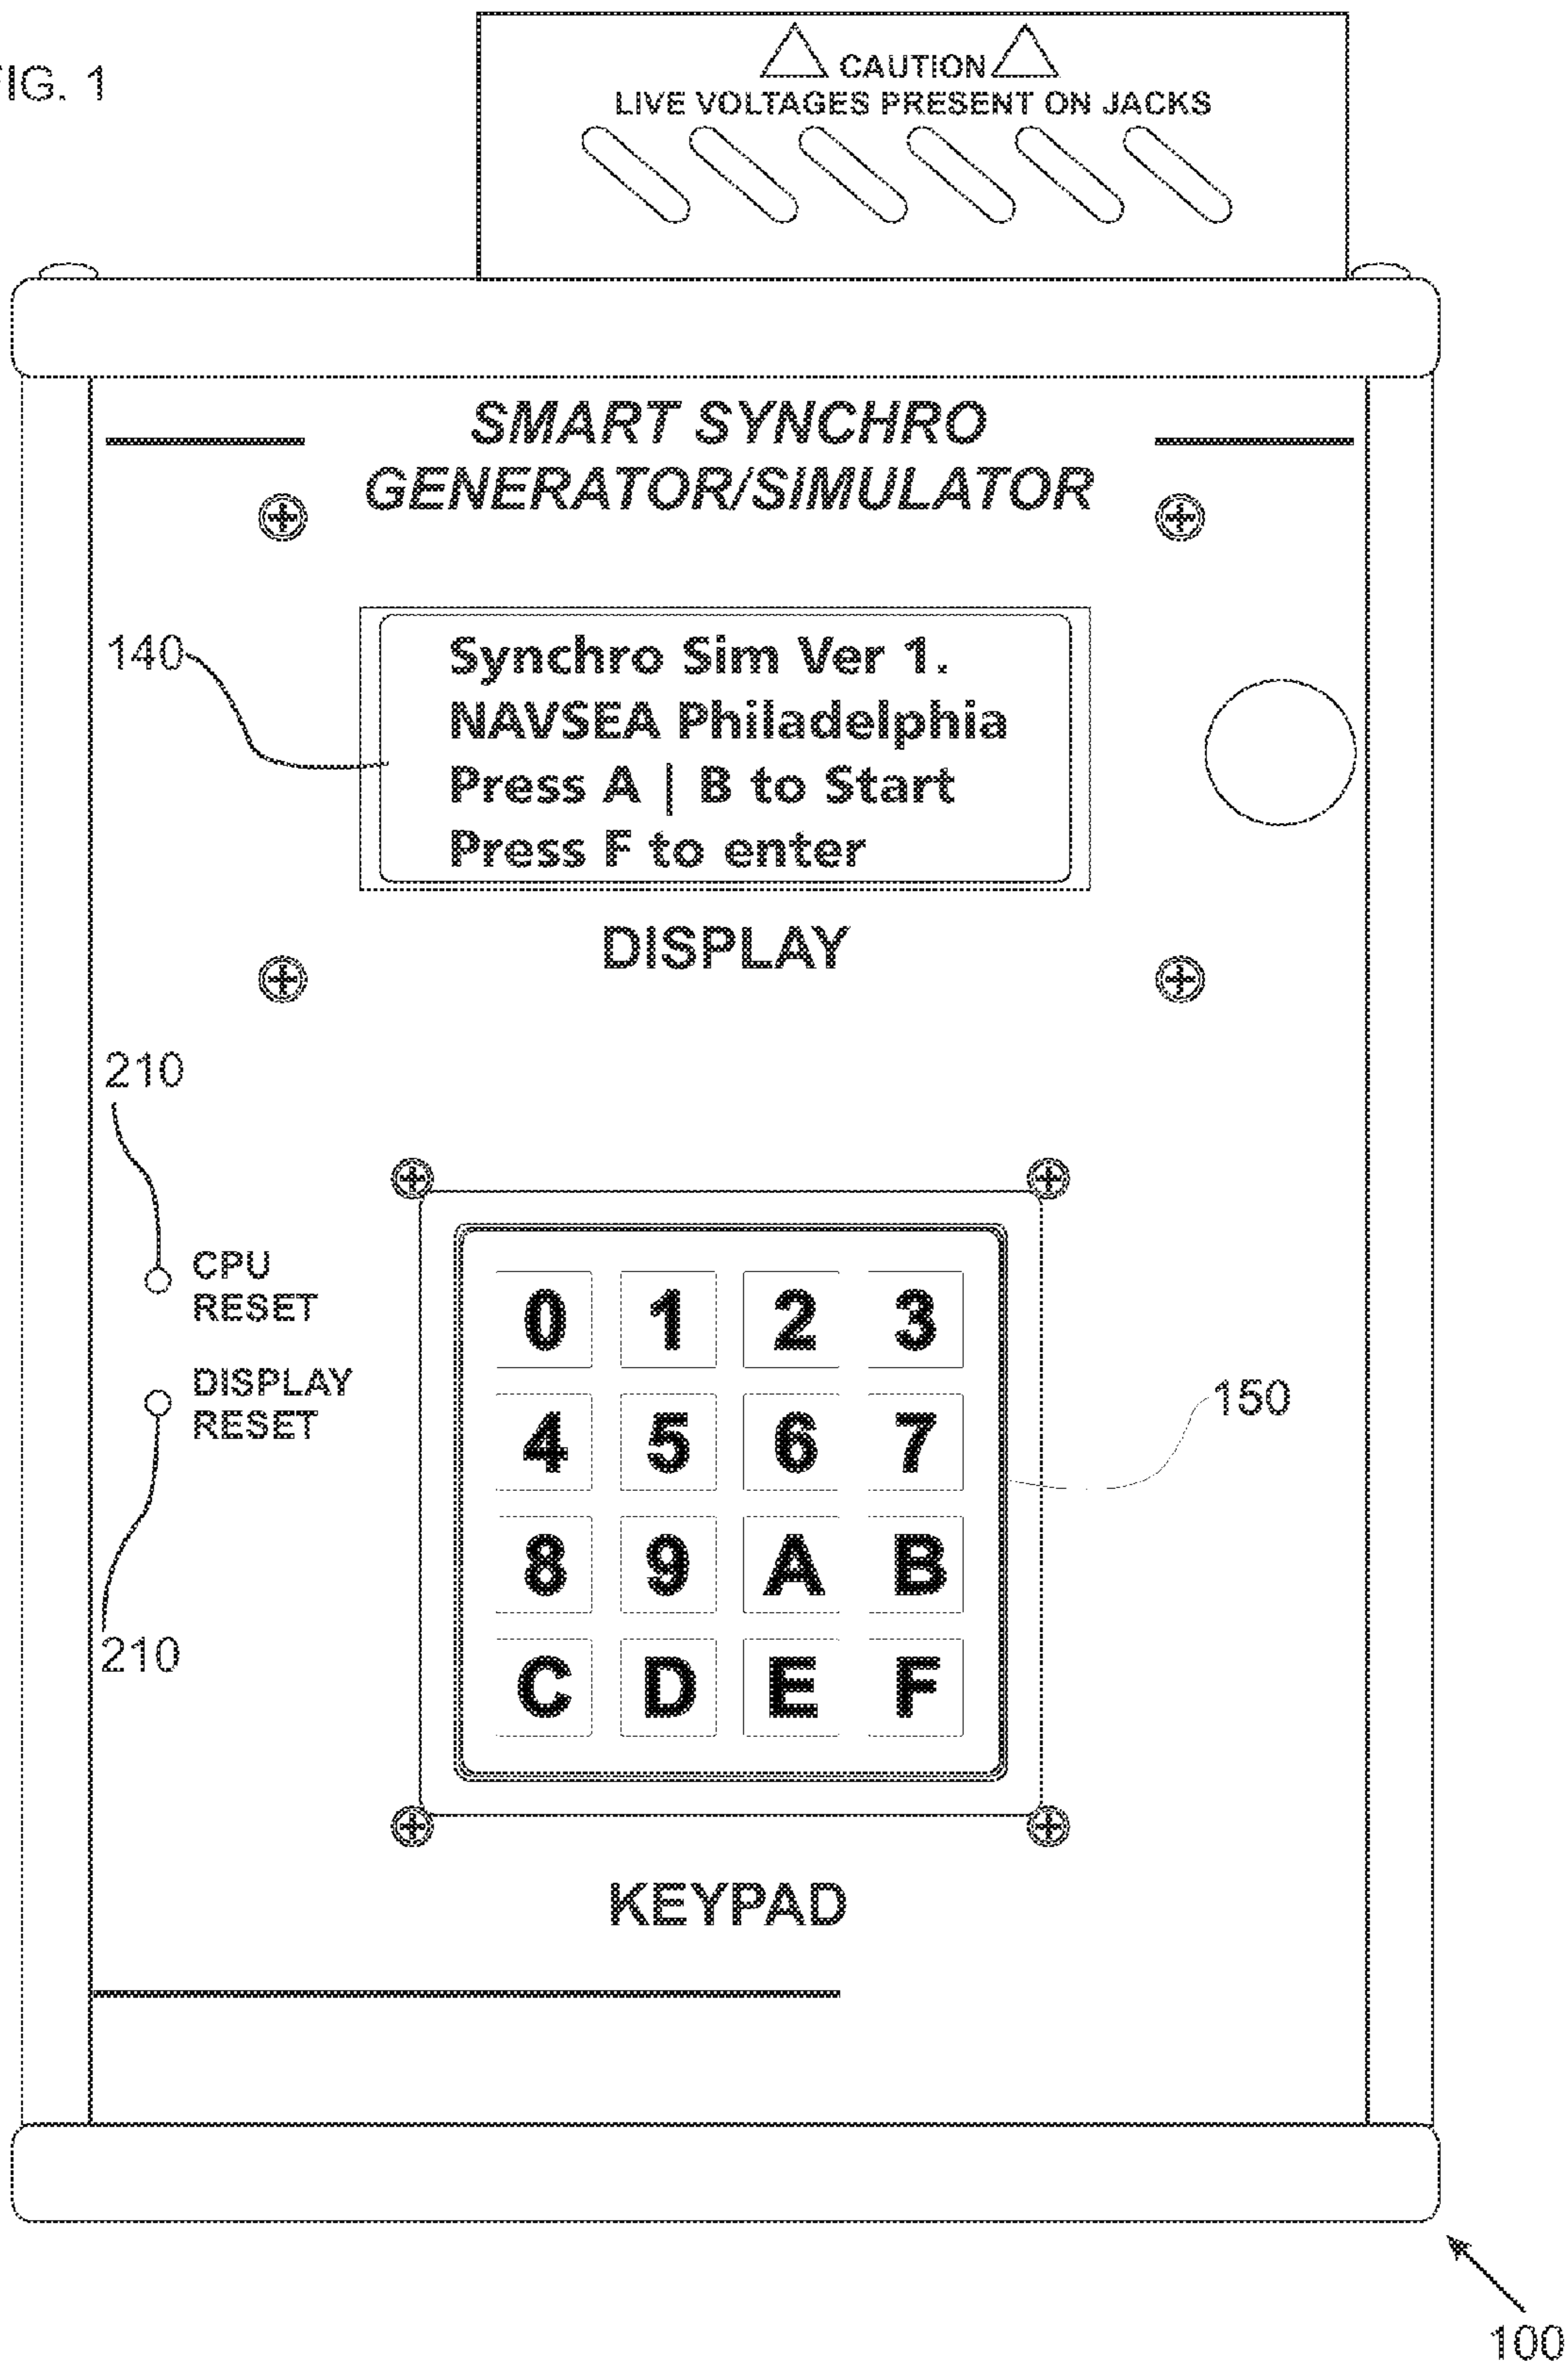 FIG. 1
CAUTION
LIVE VOLTAGES PRESENT ON JACKS
SMART SYNCHRO
GENERATOR/SIMULATOR
140
Synchro Sim Ver 1.
NAVSEA Philadelphia
Press A | B to Start
Press F to enter
DISPLAY
210
CPU
RESET
DISPLAY
RESET
210
0 1 2 3
4 5 6 7
8 9 A B
C D E F
150
KEYPAD
100